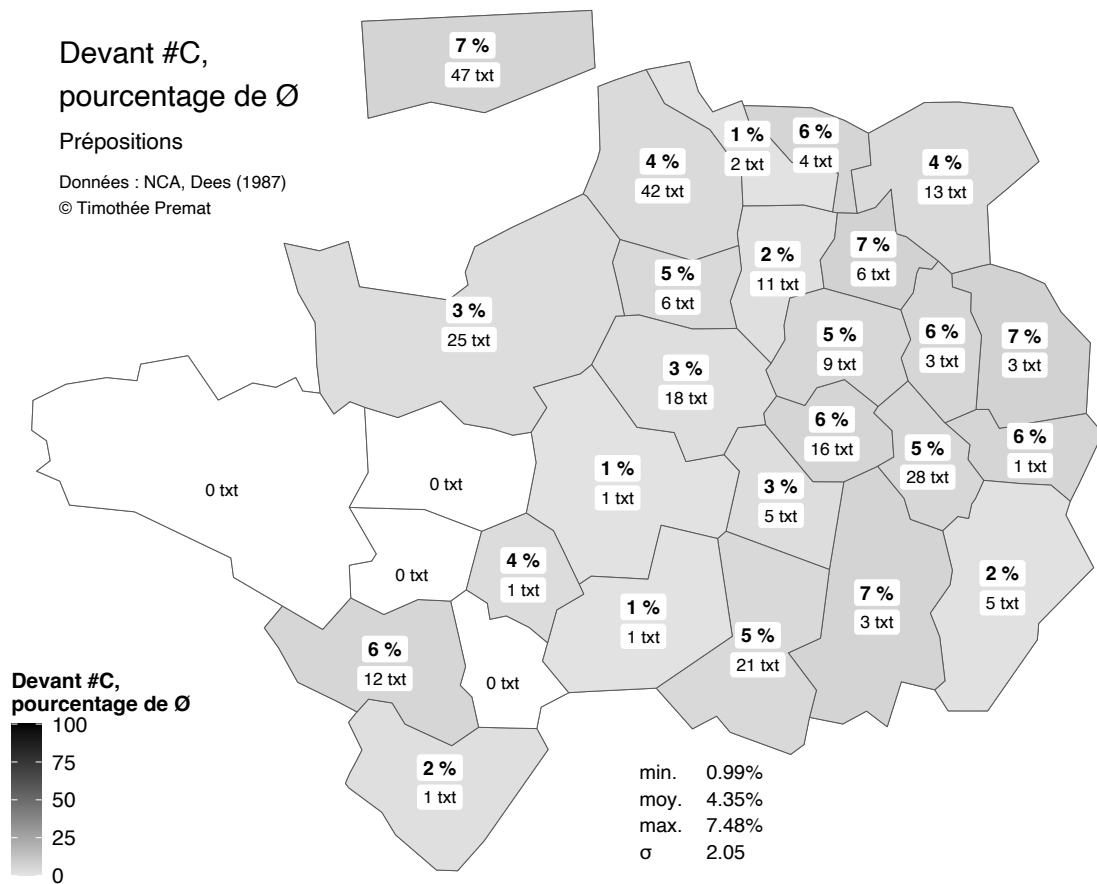 Devant #C,
pourcentage de Ø
Prépositions
Données : NCA, Dees (1987)
© Timothée Premat
7 %
47 txt
1 %
2 txt
6 %
4 txt
4 %
42 txt
4 %
13 txt
2 %
11 txt
7 %
6 txt
5 %
6 txt
3 %
25 txt
5 %
9 txt
6 %
3 txt
7 %
3 txt
3 %
18 txt
6 %
16 txt
5 %
28 txt
6 %
1 txt
0 txt
0 txt
1 %
1 txt
3 %
5 txt
0 txt
4 %
1 txt
1 %
1 txt
7 %
3 txt
2 %
5 txt
6 %
12 txt
0 txt
5 %
21 txt
2 %
1 txt
Devant #C,
pourcentage de Ø
100
75
50
25
0
min. 0.99%
moy. 4.35%
max. 7.48%
σ 2.05